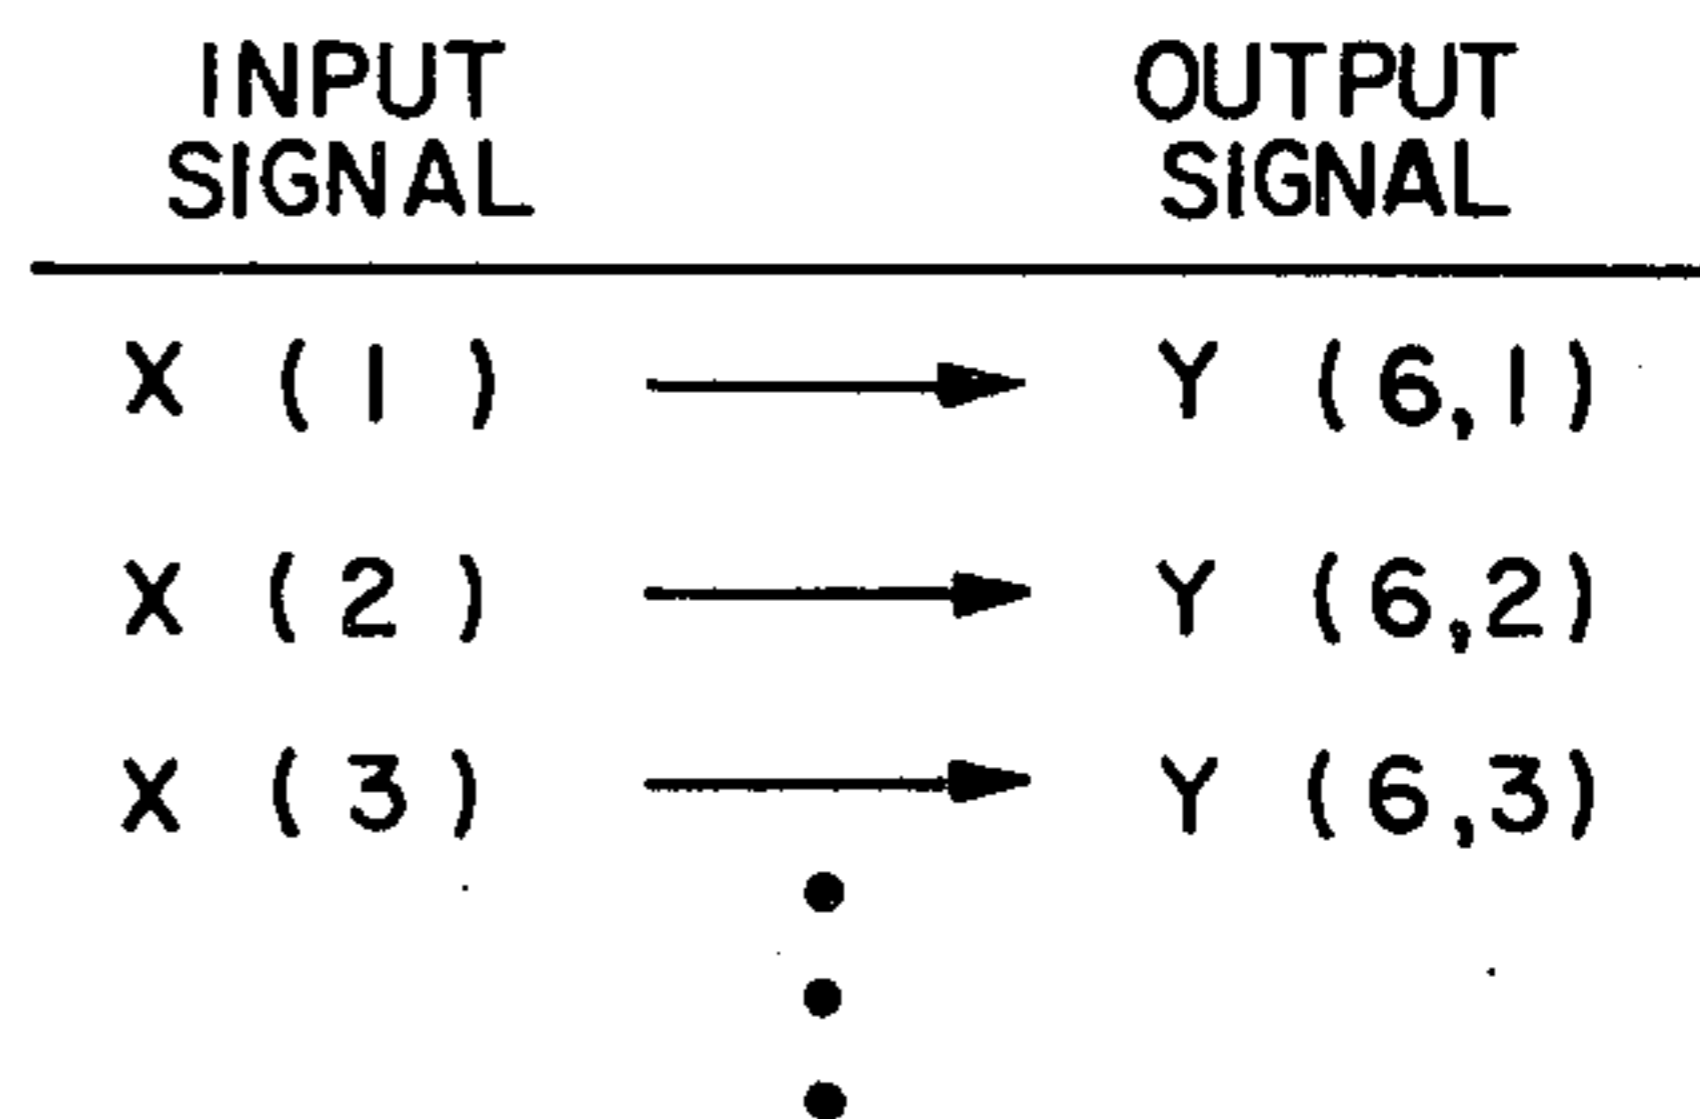 INPUT SIGNAL OUTPUT SIGNAL
X ( 1 ) → Y ( 6,1 )
X ( 2 ) → Y ( 6,2 )
X ( 3 ) → Y ( 6,3 )